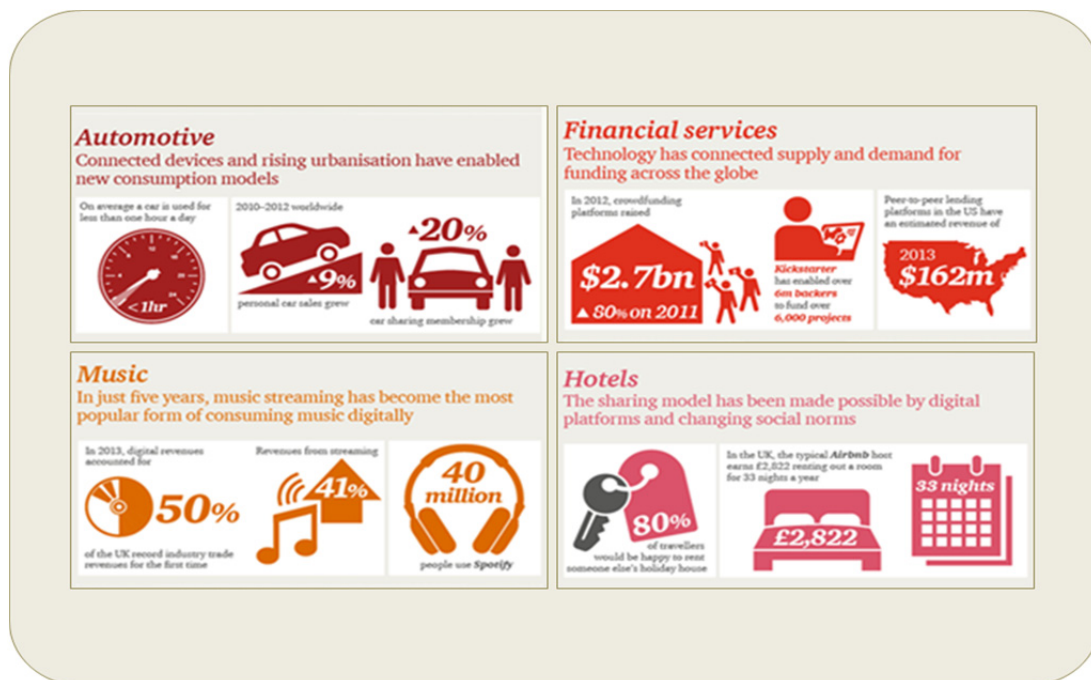 Automotive
Connected devices and rising urbanisation have enabled
new consumption models
On average a car is used for
less than one hour a day
<1hr
2010–2012 worldwide
▲9%
personal car sales grew
▲20%
car sharing membership grew
Financial services
Technology has connected supply and demand for
funding across the globe
In 2012, crowdfunding
platforms raised
$2.7bn
▲ 80% on 2011
Kickstarter
has enabled over
6m backers
to fund over
6,000 projects
Peer-to-peer lending
platforms in the US have
an estimated revenue of
2013
$162m
Music
In just five years, music streaming has become the most
popular form of consuming music digitally
In 2013, digital revenues
accounted for
50%
of the UK record industry trade
revenues for the first time
Revenues from streaming
41%
40
million
people use Spotify
Hotels
The sharing model has been made possible by digital
platforms and changing social norms
80%
of travellers
would be happy to rent
someone else's holiday house
In the UK, the typical Airbnb host
earns £2,822 renting out a room
for 33 nights a year
£2,822
33 nights